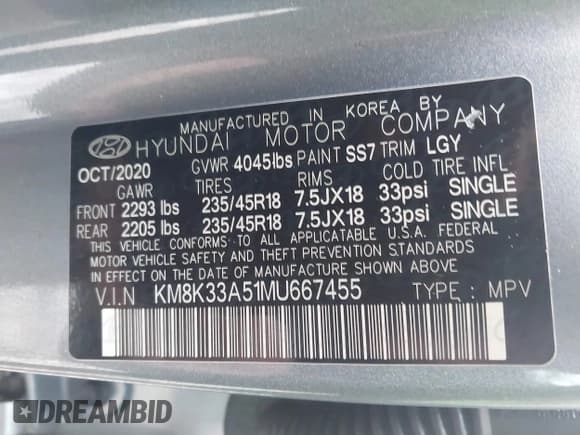 MANUFACTURED IN KOREA BY
HYUNDAI MOTOR COMPANY
OCT/2020 GVWR 4045lbs PAINT SS7 TRIM LGY
GAWR TIRES RIMS COLD TIRE INFL.
FRONT 2293 lbs 235/45R18 7.5JX18 33psi SINGLE
REAR 2205 lbs 235/45R18 7.5JX18 33psi SINGLE
THIS VEHICLE CONFORMS TO ALL APPLICATABLE U.S.A. FEDERAL
MOTOR VEHICLE SAFETY AND THEFT PREVENTION STANDARDS
IN EFFECT ON THE DATE OF MANUFACTURE SHOWN ABOVE.
V.I.N KM8K33A51MU667455 TYPE : MPV
DREAMBID